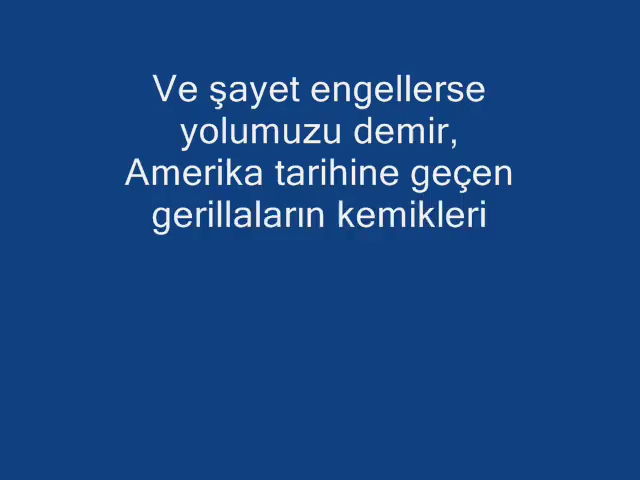 Ve şayet engellerse
yolumuzu demir,
Amerika tarihine geçen
gerillaların kemikleri